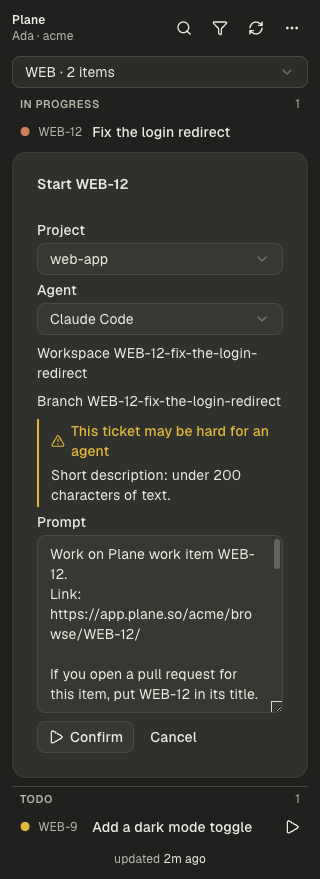 Plane
Ada · acme
WEB · 2 items
IN PROGRESS 1
WEB-12 Fix the login redirect
Start WEB-12
Project
web-app
Agent
Claude Code
Workspace WEB-12-fix-the-login-
redirect
Branch WEB-12-fix-the-login-redirect
This ticket may be hard for an
agent
Short description: under 200
characters of text.
Prompt
Work on Plane work item WEB-
12.
Link:
https://app.plane.so/acme/bro
wse/WEB-12/
If you open a pull request for
this item, put WEB-12 in its title.
Confirm Cancel
TODO 1
WEB-9 Add a dark mode toggle
updated 2m ago